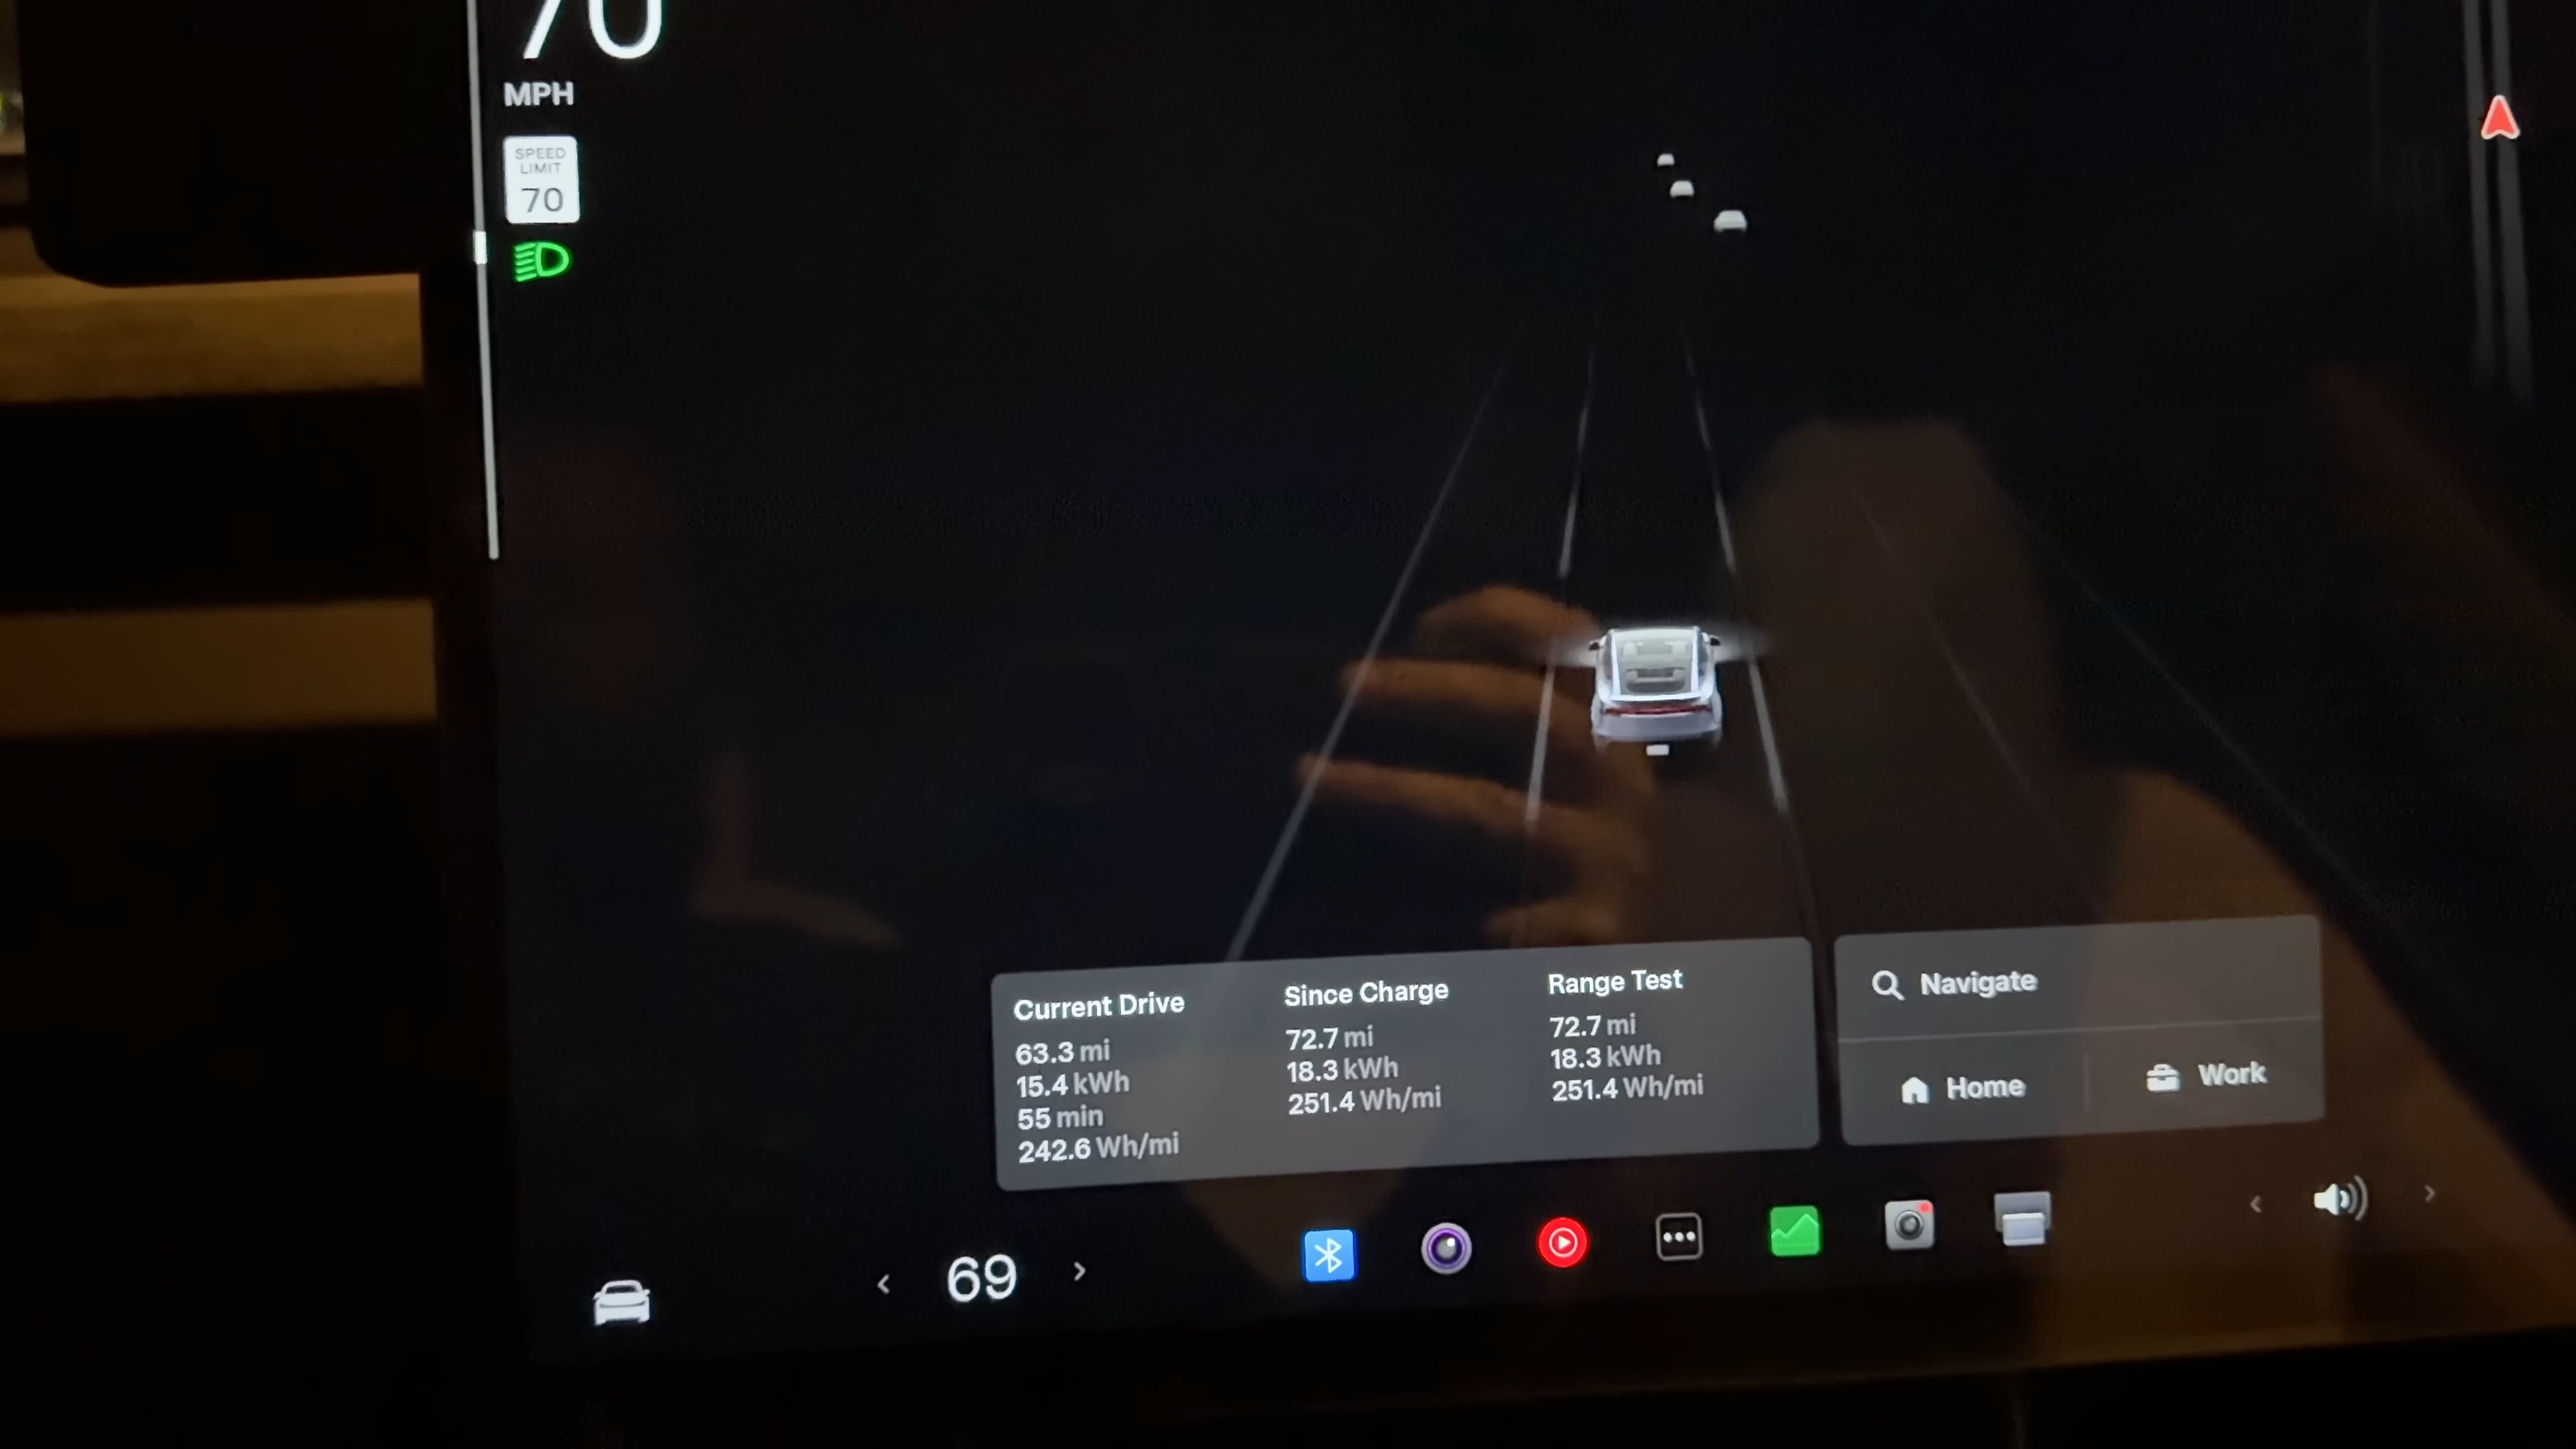 70
MPH
SPEED
LIMIT
70
Current Drive
63.3 mi
15.4 kWh
55 min
242.6 Wh/mi
Since Charge
72.7 mi
18.3 kWh
251.4 Wh/mi
Range Test
72.7 mi
18.3 kWh
251.4 Wh/mi
Navigate
Home
Work
69